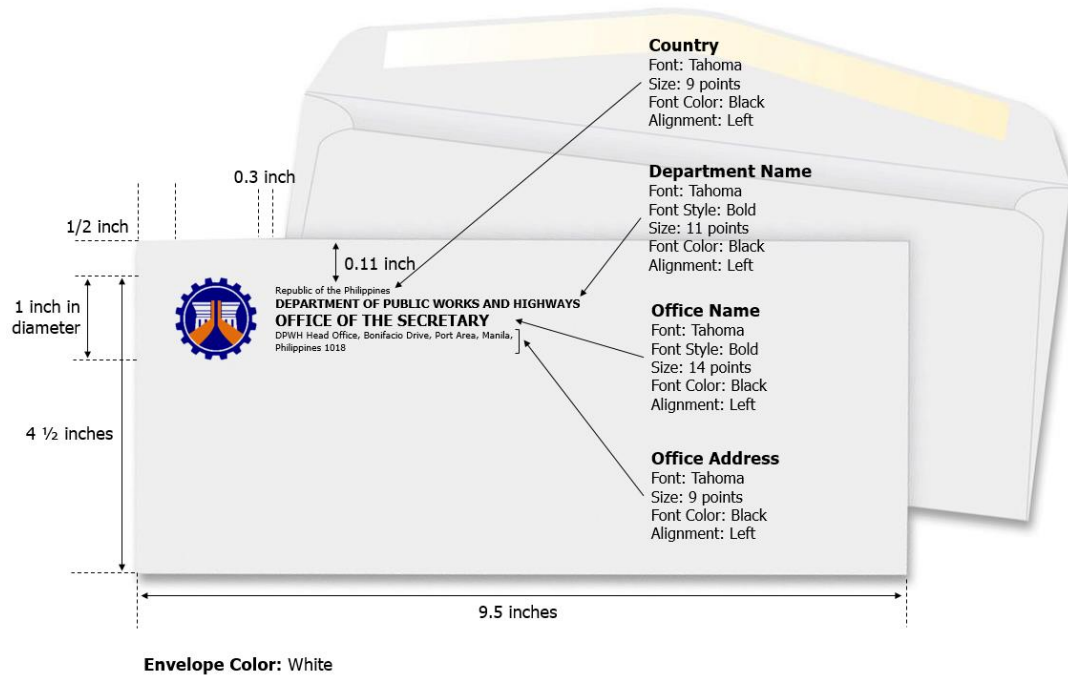 Country
Font: Tahoma
Size: 9 points
Font Color: Black
Alignment: Left
Department Name
Font: Tahoma
Font Style: Bold
Size: 11 points
Font Color: Black
Alignment: Left
0.3 inch
1/2 inch
0.11 inch
1 inch in
diameter
Republic of the Philippines
DEPARTMENT OF PUBLIC WORKS AND HIGHWAYS
OFFICE OF THE SECRETARY
DPWH Head Office, Bonifacio Drive, Port Area, Manila,
Philippines 1018
Office Name
Font: Tahoma
Font Style: Bold
Size: 14 points
Font Color: Black
Alignment: Left
4 ½ inches
Office Address
Font: Tahoma
Size: 9 points
Font Color: Black
Alignment: Left
9.5 inches
Envelope Color: White